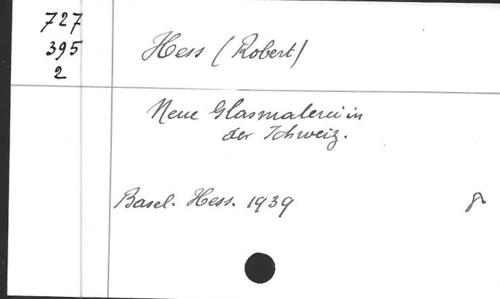 727
395
2
Hess (Robert)
Neue Glasmalerei in
der Schweiz.
Basel. Hess. 1939